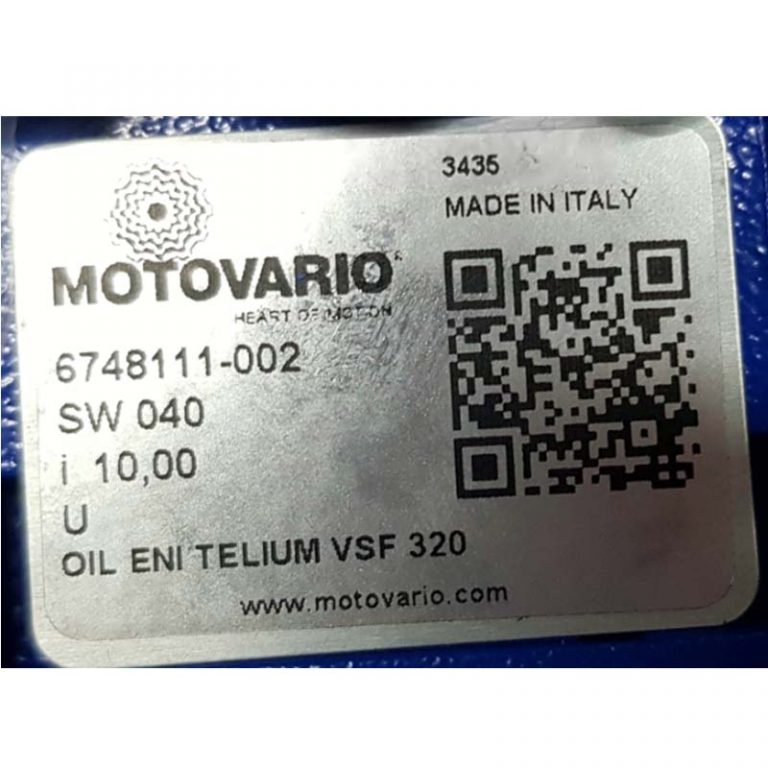 3435
MADE IN ITALY
MOTOVARIO
HEART OF MOTION
6748111-002
SW 040
i 10,00
U
OIL ENI TELIUM VSF 320
www.motovario.com